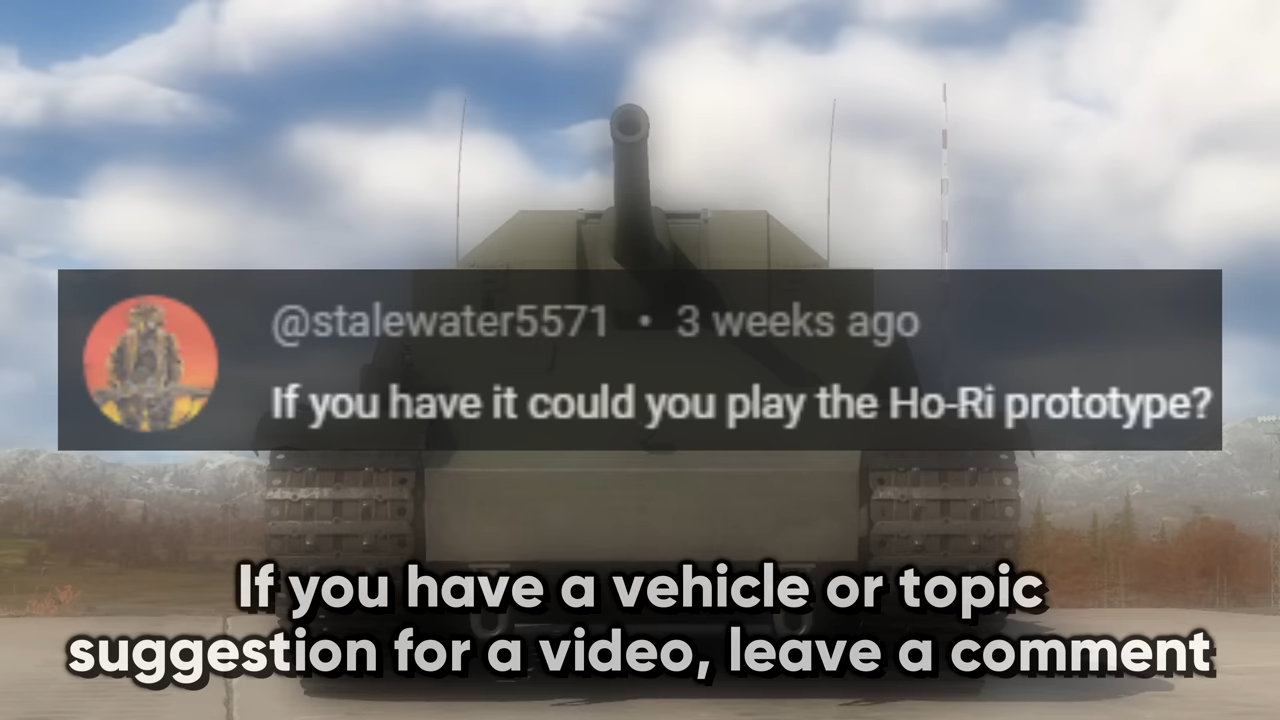 @stalewater5571 • 3 weeks ago
If you have it could you play the Ho-Ri prototype?
If you have a vehicle or topic
suggestion for a video, leave a comment